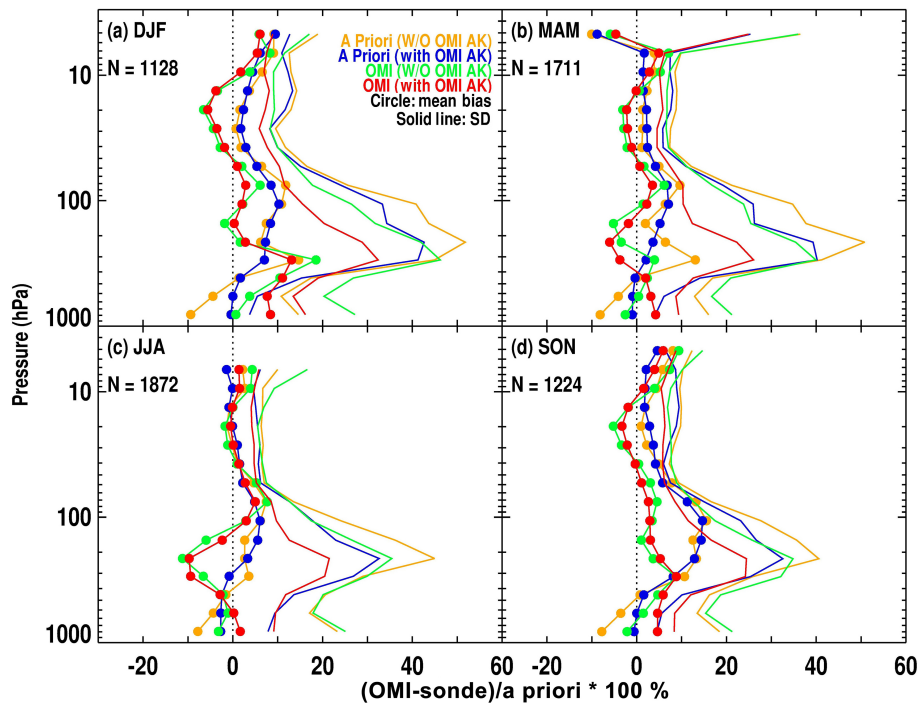 (a) DJF
N = 1128
A Priori (W/O OMI AK)
A Priori (with OMI AK)
OMI (W/O OMI AK)
OMI (with OMI AK)
Circle: mean bias
Solid line: SD
(b) MAM
N = 1711
10
100
1000
Pressure (hPa)
(c) JJA
N = 1872
(d) SON
N = 1224
10
100
1000
-20 0 20 40 -20 0 20 40 60
(OMI-sonde)/a priori * 100 %